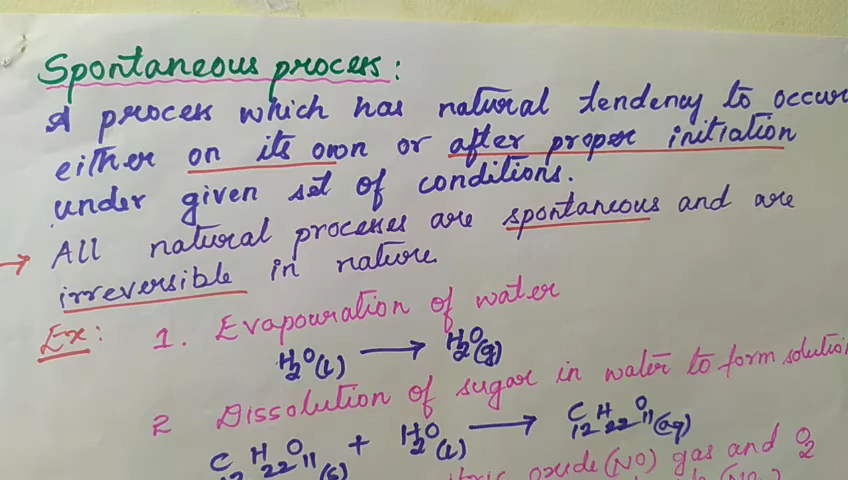 Spontaneous process:
A process which has natural tendency to occur
either on its own or after proper initiation
under given set of conditions.
→ All natural processes are spontaneous and are
irreversible in nature
Ex: 1. Evapouration of water
H₂O(l) → H₂O(g)
2 Dissolution of sugar in water to form solution
C₁₂H₂₂O₁₁(s) + H₂O(l) → C₁₂H₂₂O₁₁(aq)
oxide (NO) gas and O₂